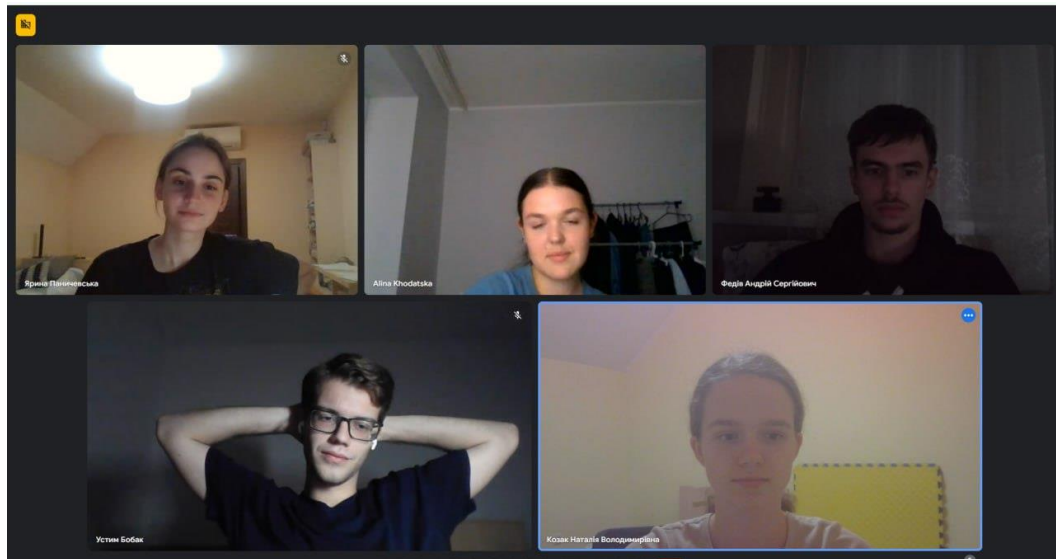 Ярина Паничевська
Alina Khodatska
Федів Андрій Сергійович
Устим Бобак
Козак Наталія Володимирівна